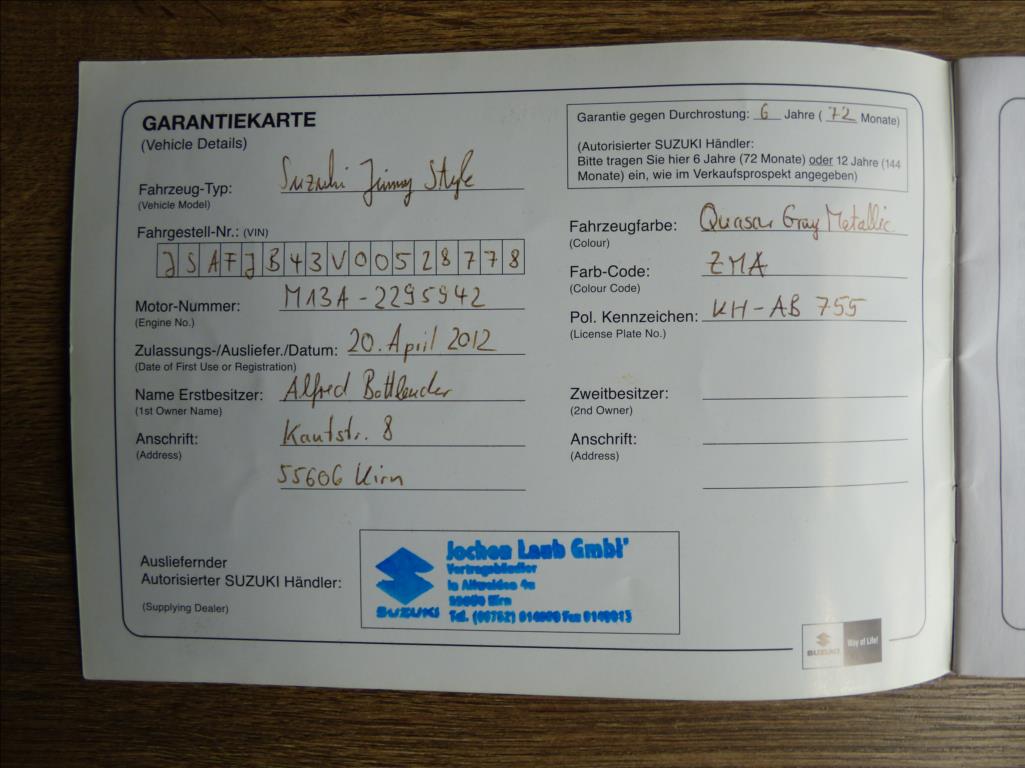 GARANTIEKARTE
(Vehicle Details)
Fahrzeug-Typ: Suzuki Jimny Style
(Vehicle Model)
Fahrgestell-Nr.: (VIN)
JSAFJB43V00528778
Motor-Nummer: M13A-2295942
(Engine No.)
Zulassungs-/Ausliefer./Datum: 20. April 2012
(Date of First Use or Registration)
Name Erstbesitzer: Alfred
(1st Owner Name)
Anschrift: Kantstr. 8
(Address)
55606 Kirn
Garantie gegen Durchrostung: 6 Jahre (72 Monate)
(Autorisierter SUZUKI Händler:
Bitte tragen Sie hier 6 Jahre (72 Monate) oder 12 Jahre (144
Monate) ein, wie im Verkaufsprospekt angegeben)
Fahrzeugfarbe: Quasar Gray Metallic
(Colour)
Farb-Code: ZMA
(Colour Code)
Pol. Kennzeichen: KH-AB 755
(License Plate No.)
Zweitbesitzer:
(2nd Owner)
Anschrift:
(Address)
Ausliefernder
Autorisierter SUZUKI Händler:
(Supplying Dealer)
SUZUKI
Jochen Laub GmbH
Vertragshändler
Kirn
SUZUKI
Way of Life!